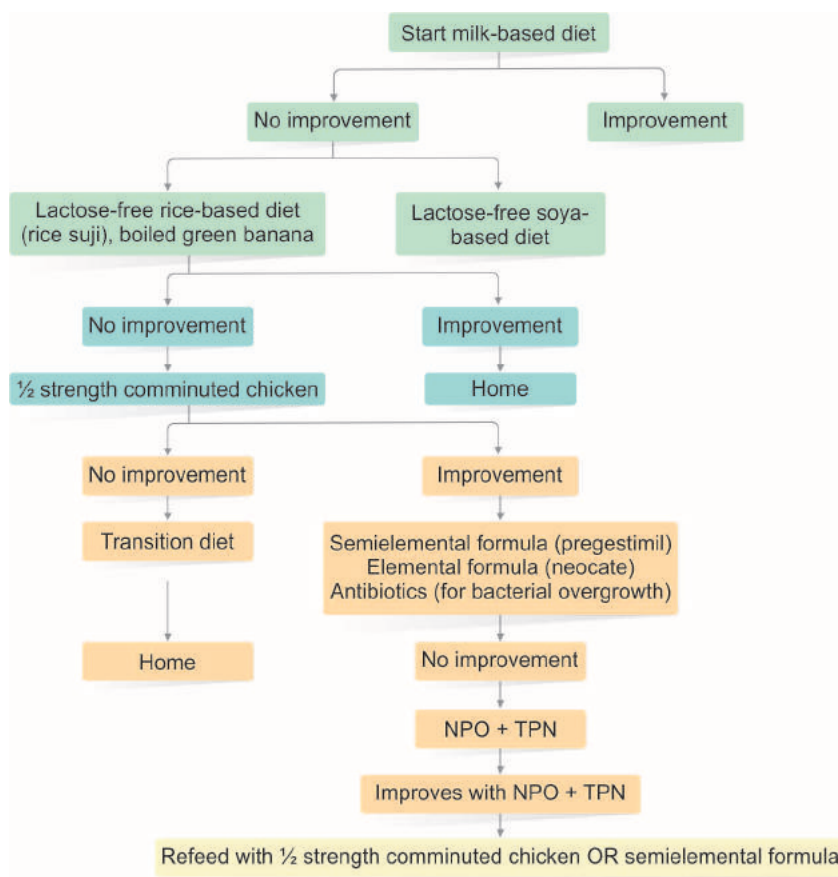 Start milk-based diet
No improvement
Improvement
Lactose-free rice-based diet
(rice suji), boiled green banana
Lactose-free soya-
based diet
No improvement
Improvement
½ strength comminuted chicken
Home
No improvement
Improvement
Transition diet
Semielemental formula (pregestimil)
Elemental formula (neocate)
Antibiotics (for bacterial overgrowth)
Home
No improvement
NPO + TPN
Improves with NPO + TPN
Refeed with ½ strength comminuted chicken OR semielemental formula